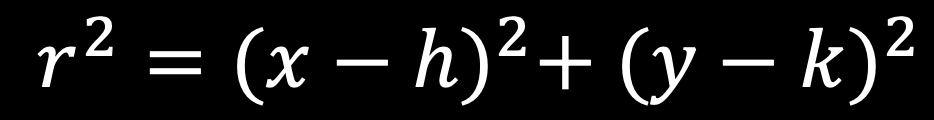 r² = (x − h)² + (y − k)²